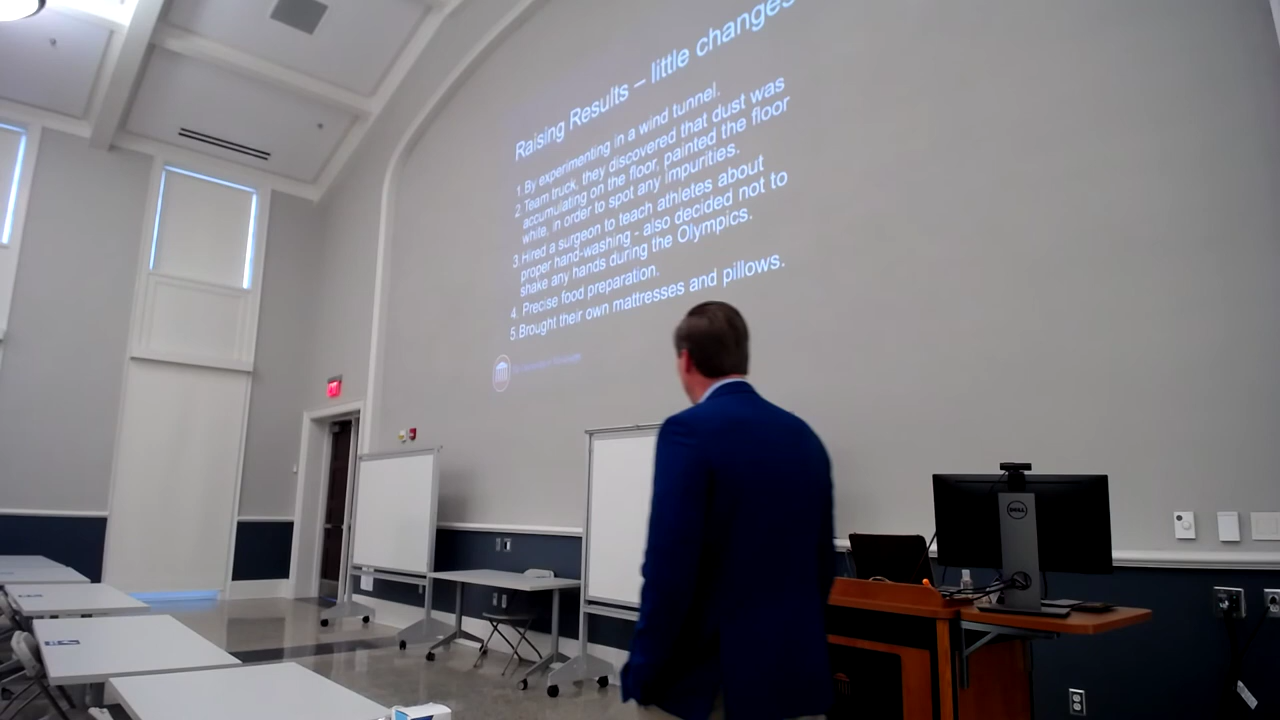 Raising Results – little changes
1. By experimenting in a wind tunnel.
2. Team truck, they discovered that dust was
accumulating on the floor, painted the floor
white, in order to spot any impurities.
3. Hired a surgeon to teach athletes about
proper hand-washing - also decided not to
shake any hands during the Olympics.
4. Precise food preparation.
5. Brought their own mattresses and pillows.
EXIT
DELL